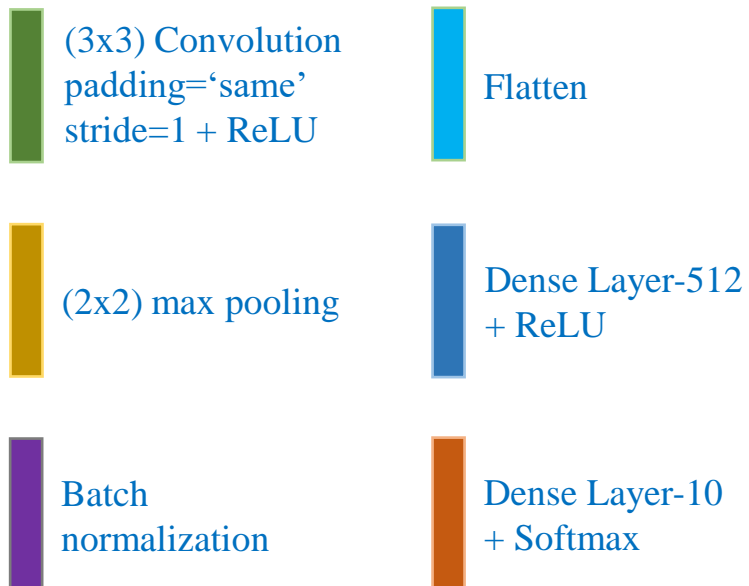 (3x3) Convolution
padding=‘same’
stride=1 + ReLU
Flatten
(2x2) max pooling
Dense Layer-512
+ ReLU
Batch
normalization
Dense Layer-10
+ Softmax